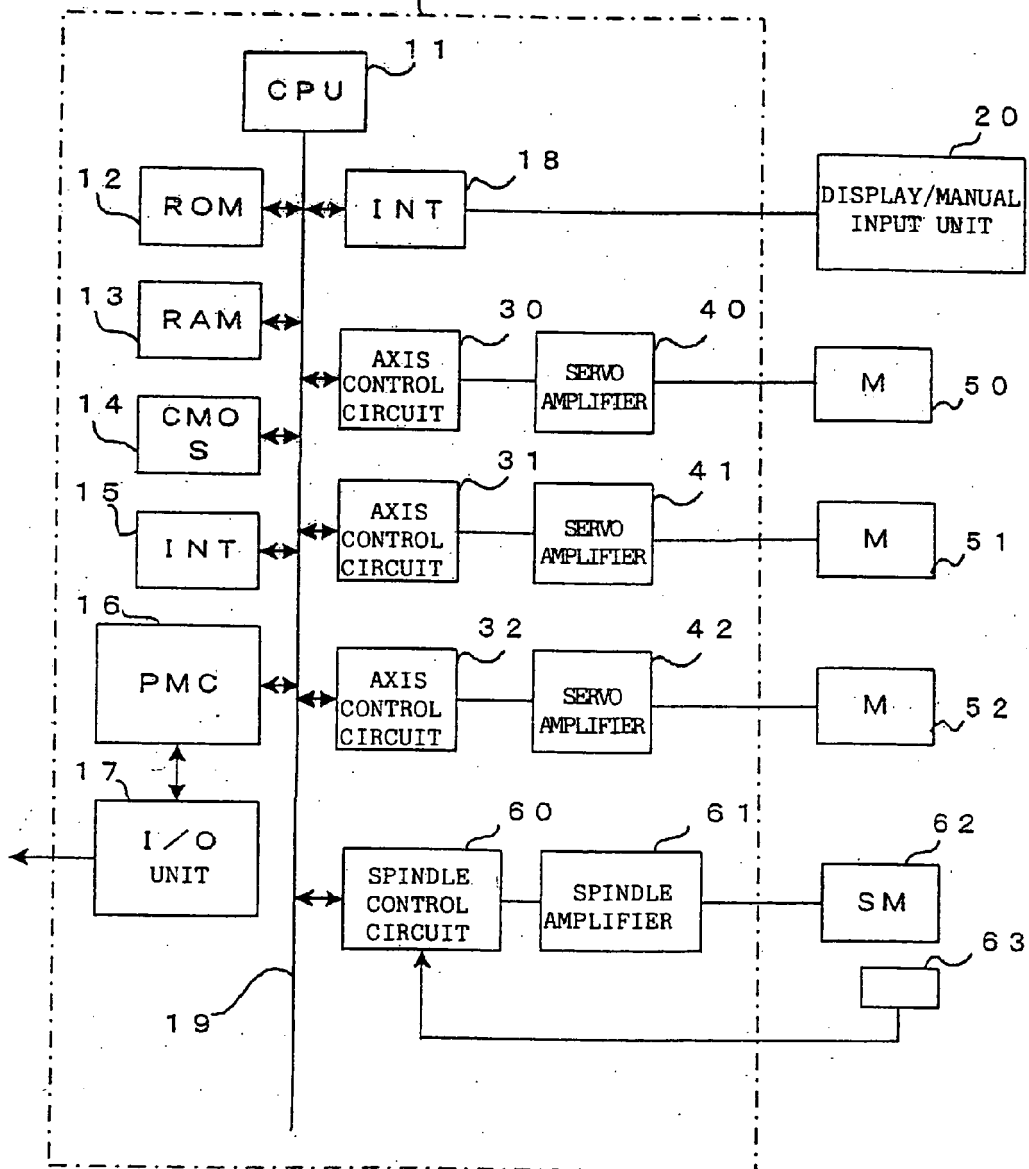 11
CPU
20
12
ROM
18
INT
DISPLAY/MANUAL
INPUT UNIT
13
RAM
30
AXIS
CONTROL
CIRCUIT
40
SERVO
AMPLIFIER
M
50
14
CMO
S
31
AXIS
CONTROL
CIRCUIT
41
SERVO
AMPLIFIER
M
51
15
INT
16
PMC
32
AXIS
CONTROL
CIRCUIT
42
SERVO
AMPLIFIER
M
52
17
I/O
UNIT
60
SPINDLE
CONTROL
CIRCUIT
61
SPINDLE
AMPLIFIER
62
SM
63
19